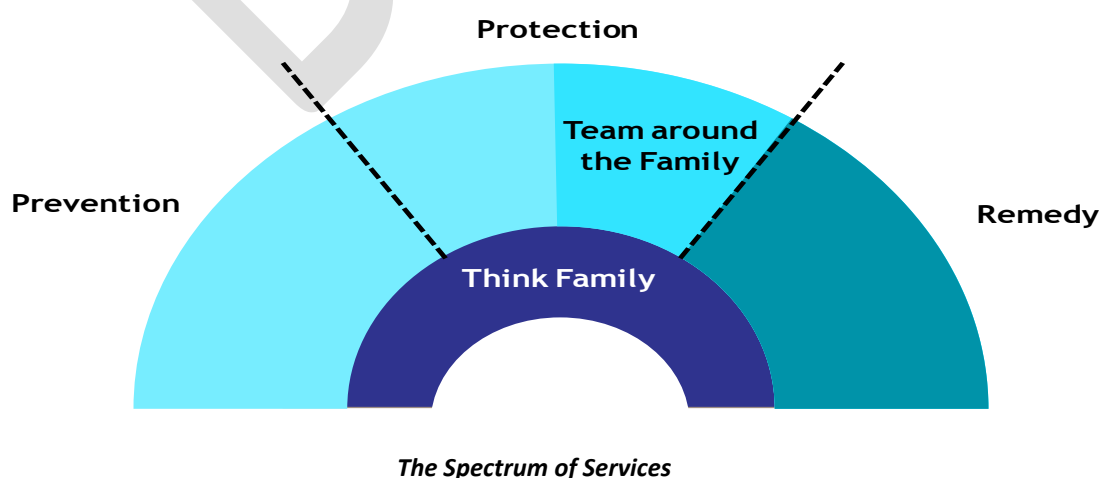 Protection
Team around
the Family
Prevention
Remedy
Think Family
The Spectrum of Services